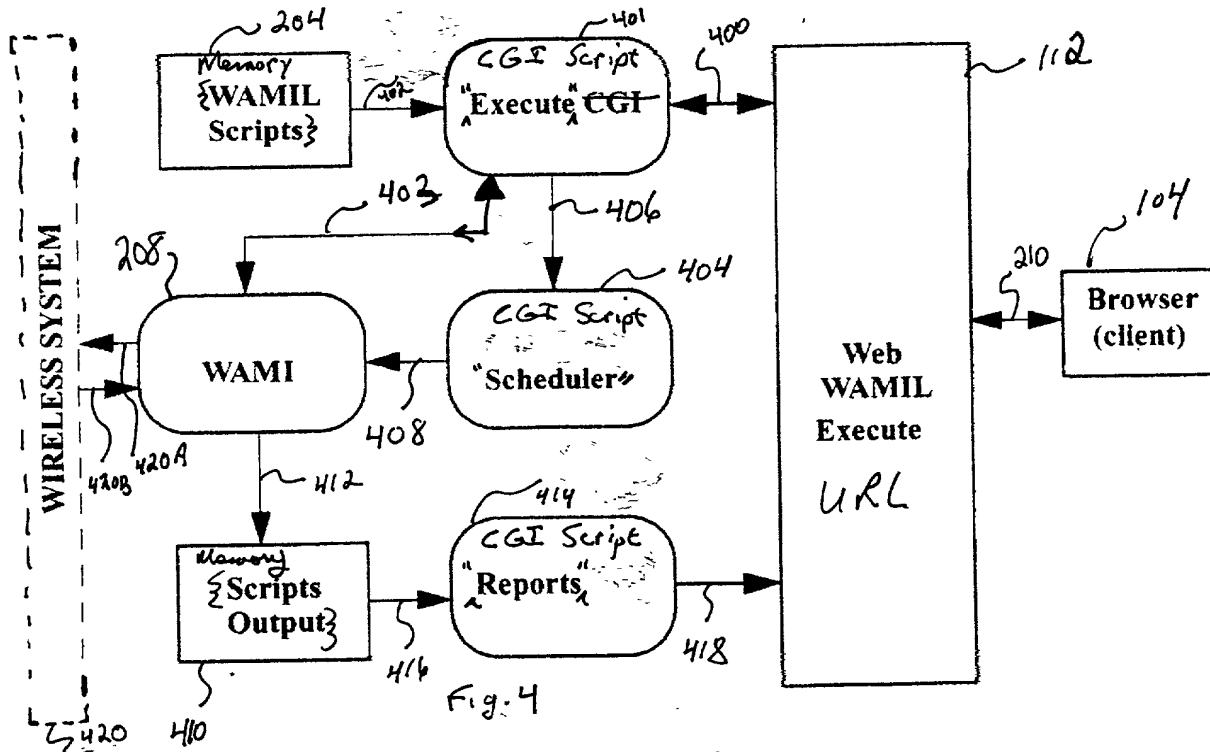 204
Memory
{WAMIL
Scripts}
402
401
CGI Script
"Execute" CGI
400
112
403
406
WIRELESS SYSTEM
208
WAMI
404
CGI Script
"Scheduler"
408
Web
WAMIL
Execute
URL
210
104
Browser
(client)
420B
420A
412
Memory
{Scripts
Output}
410
416
414
CGI Script
"Reports"
418
420
Fig. 4